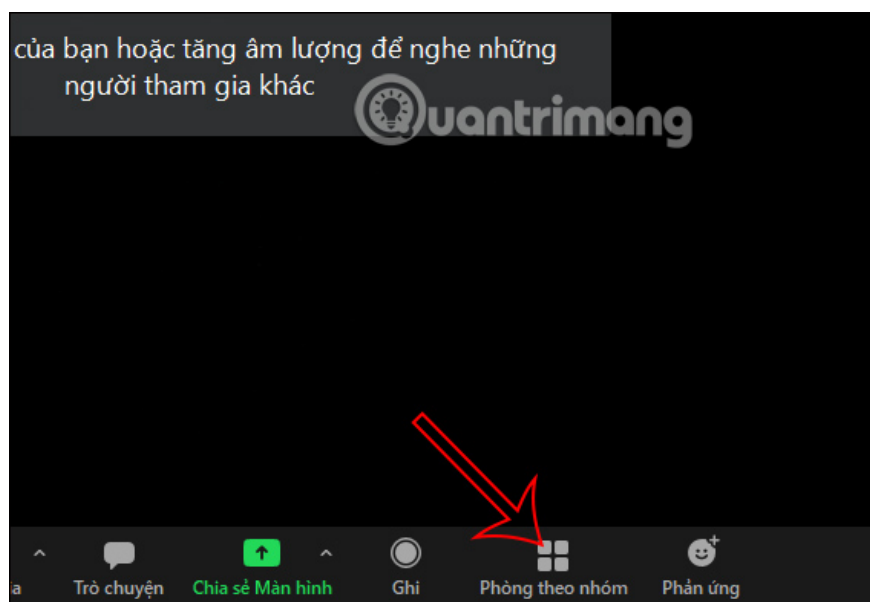 của bạn hoặc tăng âm lượng để nghe những
người tham gia khác
Quantrimang
ia
Trò chuyện
Chia sẻ Màn hình
Ghi
Phòng theo nhóm
Phản ứng